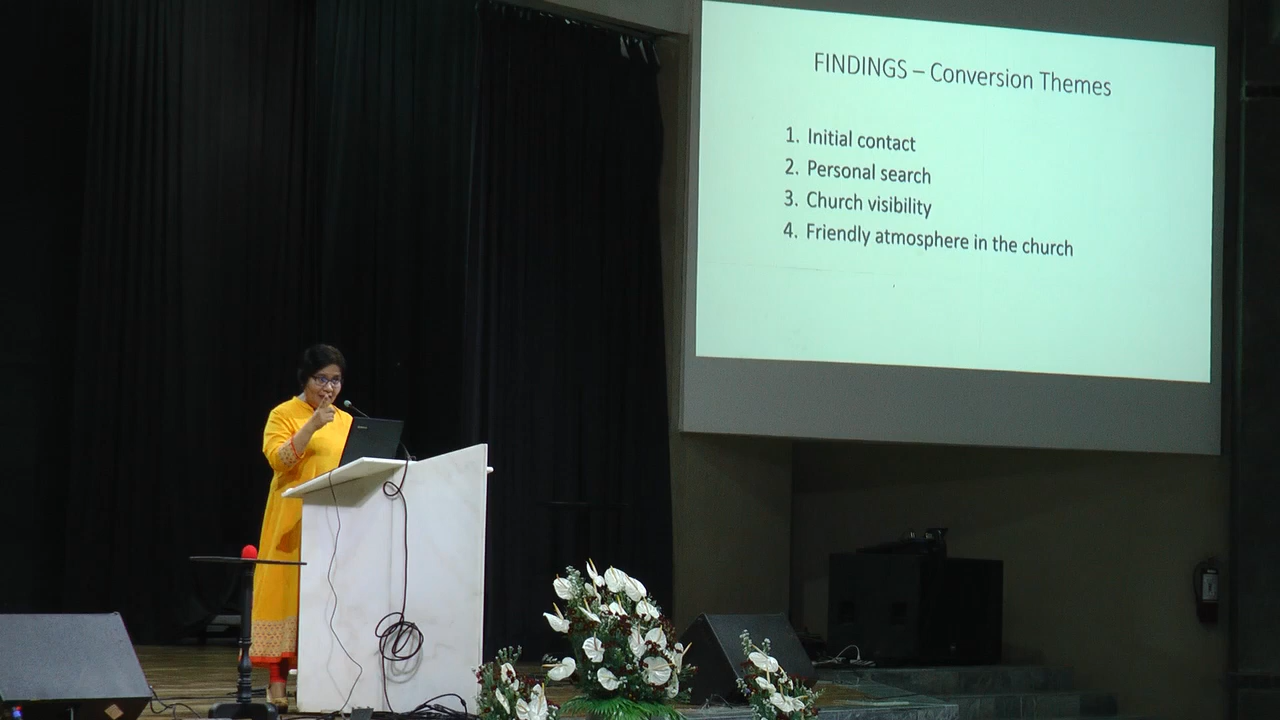 FINDINGS – Conversion Themes
1. Initial contact
2. Personal search
3. Church visibility
4. Friendly atmosphere in the church